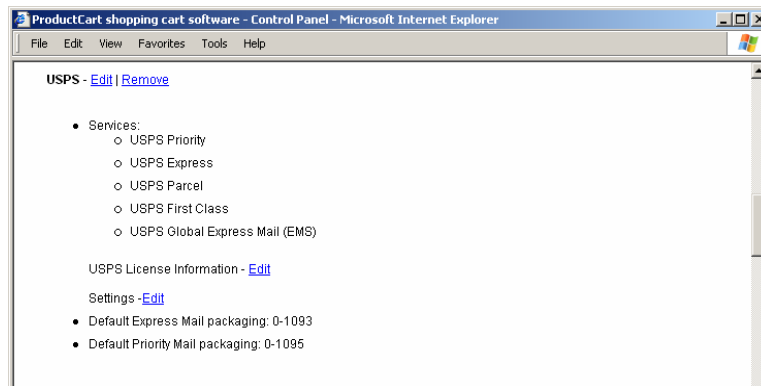 ProductCart shopping cart software - Control Panel - Microsoft Internet Explorer
File Edit View Favorites Tools Help
USPS - Edit | Remove
Services:
USPS Priority
USPS Express
USPS Parcel
USPS First Class
USPS Global Express Mail (EMS)
USPS License Information - Edit
Settings -Edit
Default Express Mail packaging: 0-1093
Default Priority Mail packaging: 0-1095